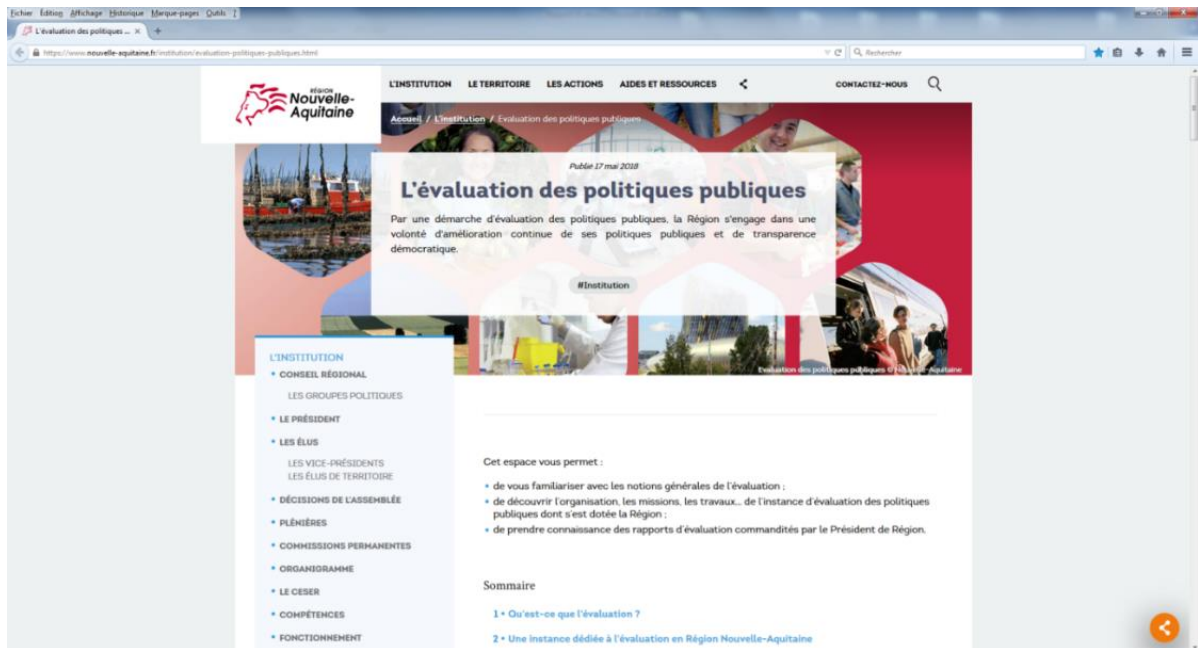 Fichier Édition Affichage Historique Marque-pages Outils ?
L'évaluation des politiques ... × +
https://www.nouvelle-aquitaine.fr/institution/evaluation-politiques-publiques.html
Rechercher
RÉGION
Nouvelle-
Aquitaine
L'INSTITUTION LE TERRITOIRE LES ACTIONS AIDES ET RESSOURCES CONTACTEZ-NOUS
Accueil / L'institution / Evaluation des politiques publiques
Publié 17 mai 2018
L'évaluation des politiques publiques
Par une démarche d'évaluation des politiques publiques, la Région s'engage dans une
volonté d'amélioration continue de ses politiques publiques et de transparence
démocratique.
#Institution
Evaluation des politiques publiques © Nouvelle-Aquitaine
L'INSTITUTION
• CONSEIL RÉGIONAL
LES GROUPES POLITIQUES
• LE PRÉSIDENT
• LES ÉLUS
LES VICE-PRÉSIDENTS
LES ÉLUS DE TERRITOIRE
• DÉCISIONS DE L'ASSEMBLÉE
• PLÉNIÈRES
• COMMISSIONS PERMANENTES
• ORGANIGRAMME
• LE CESER
• COMPÉTENCES
• FONCTIONNEMENT
Cet espace vous permet :
• de vous familiariser avec les notions générales de l'évaluation ;
• de découvrir l'organisation, les missions, les travaux... de l'instance d'évaluation des politiques
publiques dont s'est dotée la Région ;
• de prendre connaissance des rapports d'évaluation commandités par le Président de Région.
Sommaire
1 • Qu'est-ce que l'évaluation ?
2 • Une instance dédiée à l'évaluation en Région Nouvelle-Aquitaine